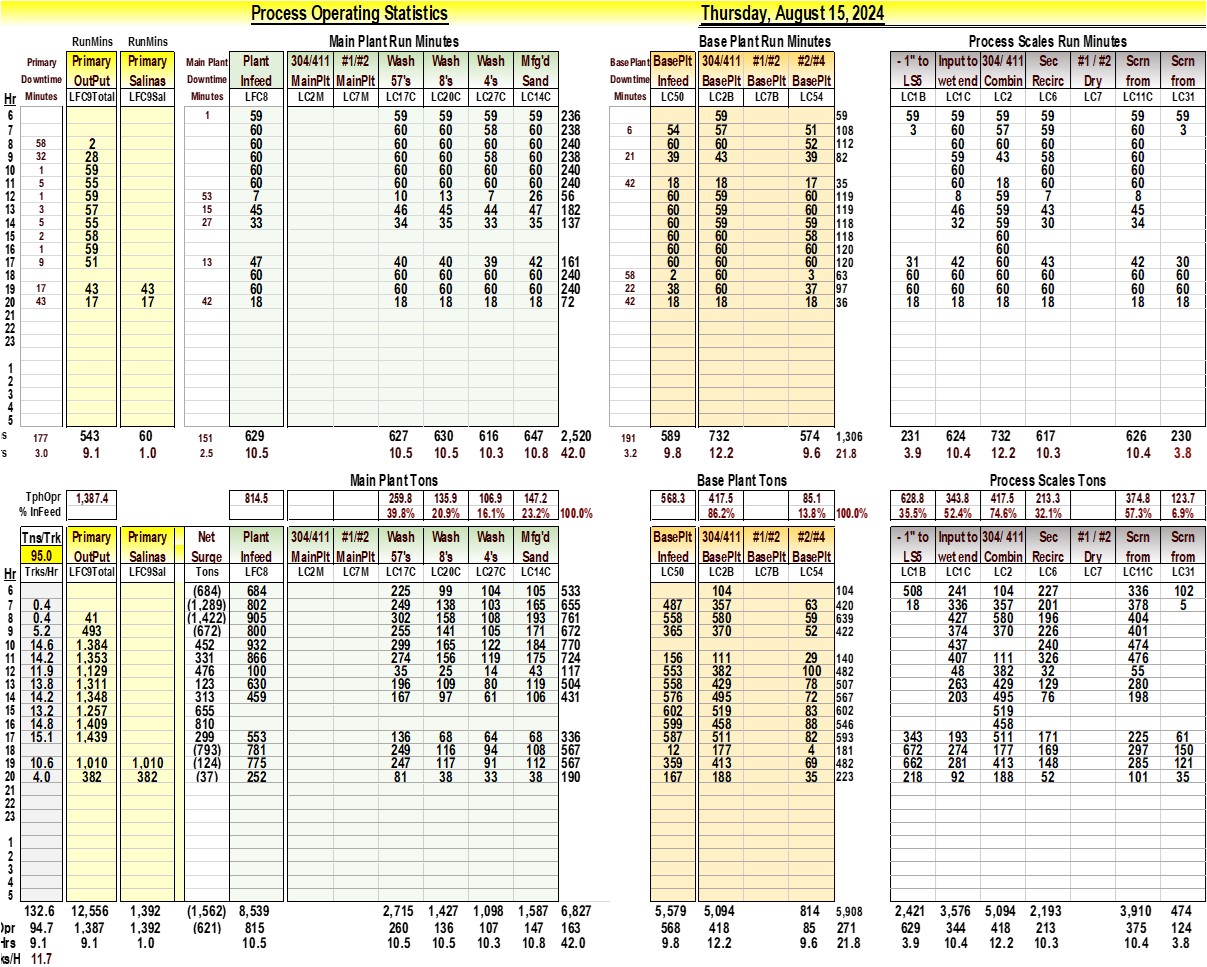 Process Operating Statistics Thursday, August 15, 2024
RunMins RunMins Main Plant Run Minutes Base Plant Run Minutes Process Scales Run Minutes
Primary Primary Primary Main Plant Plant 304/411 #1/#2 Wash Wash Wash Mfg'd Base Plant BasePlt 304/411 #1/#2 #2/#4 - 1" to Input to 304/ 411 Sec #1 / #2 Scrn Scrn
Downtime OutPut Salinas Downtime Infeed MainPlt MainPlt 57's 8's 4's Sand Downtime Infeed BasePlt BasePlt BasePlt LS5 wet end Combin Recirc Dry from from
Hr Minutes LFC9Total LFC9Sal Minutes LFC8 LC2M LC7M LC17C LC20C LC27C LC14C Minutes LC50 LC2B LC7B LC54 LC1B LC1C LC2 LC6 LC7 LC11C LC31
6 1 59 59 59 59 59 236 59 59 59 59 59 59 59 59
7 60 60 60 58 60 238 6 54 57 51 108 3 60 57 59 60 3
8 58 2 60 60 60 60 60 240 60 60 52 112 60 60 60 60
9 32 28 60 60 60 58 60 238 21 39 43 39 82 59 43 58 60
10 1 59 60 60 60 60 60 240 60 60 60
11 5 55 60 60 60 60 60 240 42 18 18 17 35 60 18 60 60
12 1 59 53 7 10 13 7 26 56 60 59 60 119 8 59 7 8
13 3 57 15 45 46 45 44 47 182 60 59 60 119 46 59 43 45
14 5 55 27 33 34 35 33 35 137 60 59 59 118 32 59 30 34
15 2 58 60 60 58 118 60
16 1 59 60 60 60 120 60
17 9 51 13 47 40 40 39 42 161 60 60 60 120 31 42 60 43 42 30
18 60 60 60 60 60 240 58 2 60 3 63 60 60 60 60 60 60
19 17 43 43 60 60 60 60 60 240 22 38 60 37 97 60 60 60 60 60 60
20 43 17 17 42 18 18 18 18 18 72 42 18 18 18 36 18 18 18 18 18 18
21
22
23
1
2
3
4
5
s 177 543 60 151 629 627 630 616 647 2,520 191 589 732 574 1,306 231 624 732 617 626 230
s 3.0 9.1 1.0 2.5 10.5 10.5 10.5 10.3 10.8 42.0 3.2 9.8 12.2 9.6 21.8 3.9 10.4 12.2 10.3 10.4 3.8
Main Plant Tons Base Plant Tons Process Scales Tons
TphOpr 1,387.4 814.5 259.8 135.9 106.9 147.2 568.3 417.5 85.1 628.8 343.8 417.5 213.3 374.8 123.7
% InFeed 39.8% 20.9% 16.1% 23.2% 100.0% 86.2% 13.8% 100.0% 35.5% 52.4% 74.6% 32.1% 57.3% 6.9%
Tns/Trk Primary Primary Net Plant 304/411 #1/#2 Wash Wash Wash Mfg'd BasePlt 304/411 #1/#2 #2/#4 - 1" to Input to 304/ 411 Sec #1 / #2 Scrn Scrn
95.0 OutPut Salinas Surge Infeed MainPlt MainPlt 57's 8's 4's Sand Infeed BasePlt BasePlt BasePlt LS5 wet end Combin Recirc Dry from from
Hr Trks/Hr LFC9Total LFC9Sal Tons LFC8 LC2M LC7M LC17C LC20C LC27C LC14C LC50 LC2B LC7B LC54 LC1B LC1C LC2 LC6 LC7 LC11C LC31
6 (684) 684 225 99 104 105 533 104 104 508 241 104 227 336 102
7 0.4 (1,289) 802 249 138 103 165 655 487 357 63 420 18 336 357 201 378 5
8 0.4 41 (1,422) 905 302 158 108 193 761 558 580 59 639 427 580 196 404
9 5.2 493 (672) 800 255 141 105 171 672 365 370 52 422 374 370 226 401
10 14.6 1,384 452 932 299 165 122 184 770 437 240 474
11 14.2 1,353 331 866 274 156 119 175 724 156 111 29 140 407 111 326 476
12 11.9 1,129 476 100 35 25 14 43 117 553 382 100 482 48 382 32 55
13 13.8 1,311 123 630 196 109 80 119 504 558 429 78 507 263 429 129 280
14 14.2 1,348 313 459 167 97 61 106 431 576 495 72 567 203 495 76 198
15 13.2 1,257 655 602 519 83 602 519
16 14.8 1,409 810 599 458 88 546 458
17 15.1 1,439 299 553 136 68 64 68 336 587 511 82 593 343 193 511 171 225 61
18 (793) 781 249 116 94 108 567 12 177 4 181 672 274 177 169 297 150
19 10.6 1,010 1,010 (124) 775 247 117 91 112 567 359 413 69 482 662 281 413 148 285 121
20 4.0 382 382 (37) 252 81 38 33 38 190 167 188 35 223 218 92 188 52 101 35
21
22
23
1
2
3
4
5
132.6 12,556 1,392 (1,562) 8,539 2,715 1,427 1,098 1,587 6,827 5,579 5,094 814 5,908 2,421 3,576 5,094 2,193 3,910 474
Opr 94.7 1,387 1,392 (621) 815 260 136 107 147 163 568 418 85 271 629 344 418 213 375 124
Hrs 9.1 9.1 1.0 10.5 10.5 10.5 10.3 10.8 42.0 9.8 12.2 9.6 21.8 3.9 10.4 12.2 10.3 10.4 3.8
ks/H 11.7